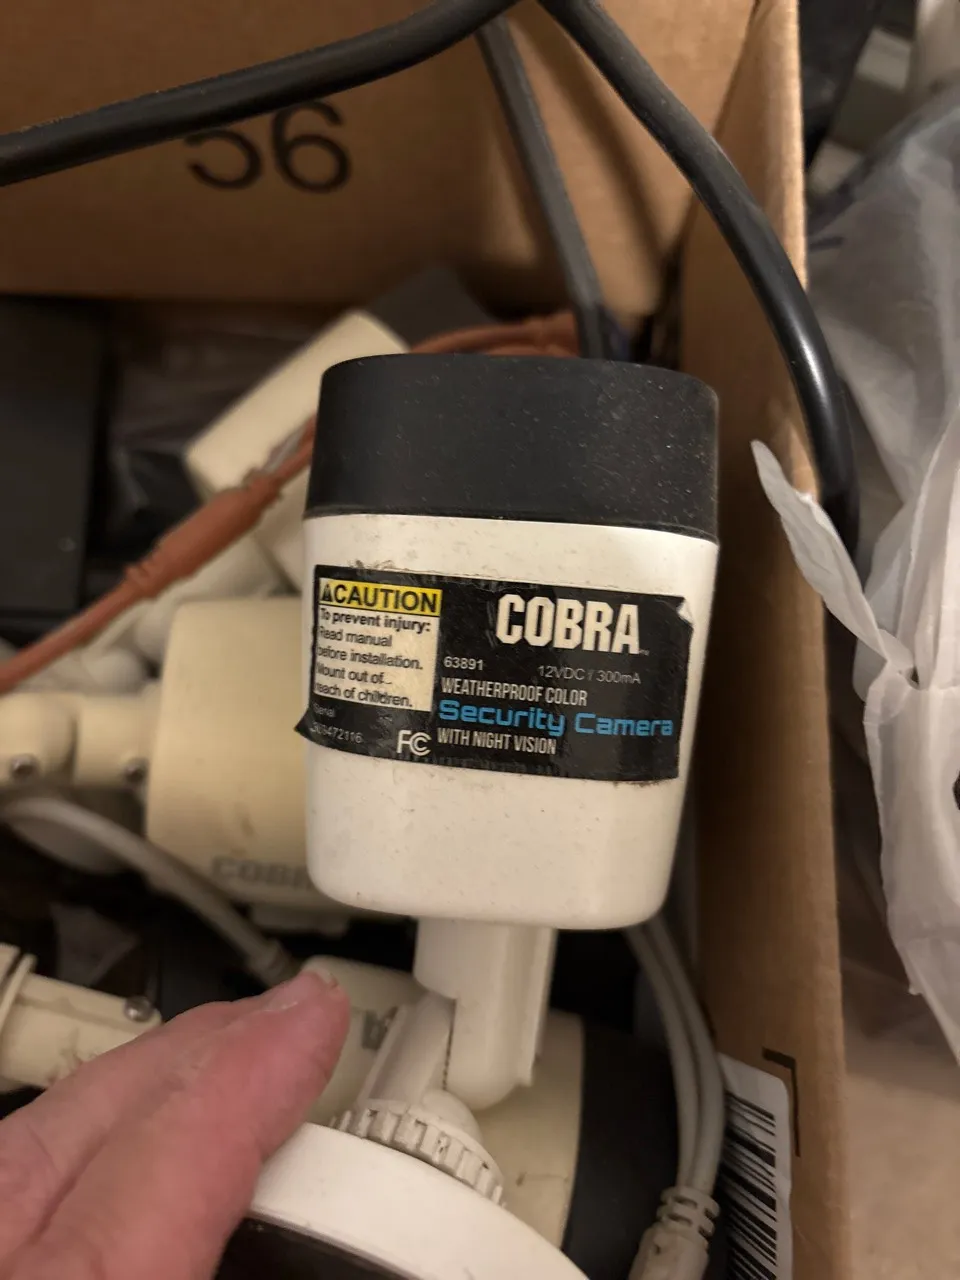 56
CAUTION
To prevent injury:
Read manual
before installation.
Mount out of
reach of children.
Serial
COBRA
63891 12VDC / 300mA
WEATHERPROOF COLOR
Security Camera
WITH NIGHT VISION
FC
COBRA